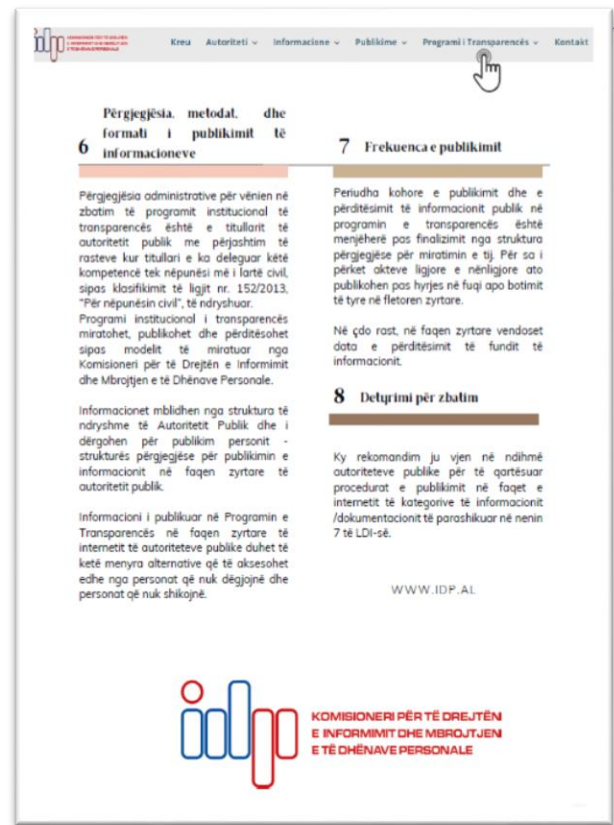 KOMISIONERI PËR TË DREJTËN
E INFORMIMIT DHE MBROJTJEN
E TË DHËNAVE PERSONALE
Kreu Autoriteti Informacione Publikime Programi i Transparencës Kontakt
6 Përgjegjësia, metodat, dhe
formati i publikimit të
informacioneve
Përgjegjësia administrative për vënien në
zbatim të programit institucional të
transparencës është e titullarit të
autoritetit publik me përjashtim të
rasteve kur titullari e ka deleguar këtë
kompetencë tek nëpunësi më i lartë civil,
sipas klasifikimit të ligjit nr. 152/2013,
"Për nëpunësin civil", të ndryshuar.
Programi institucional i transparencës
miratohet, publikohet dhe përditësohet
sipas modelit të miratuar nga
Komisioneri për të Drejtën e Informimit
dhe Mbrojtjen e të Dhënave Personale.
Informacionet mblidhen nga struktura të
ndryshme të Autoritetit Publik dhe i
dërgohen për publikim personit -
strukturës përgjegjëse për publikimin e
informacionit në faqen zyrtare të
autoritetit publik.
Informacioni i publikuar në Programin e
Transparencës në faqen zyrtare të
internetit të autoriteteve publike duhet të
ketë menyra alternative që të aksesohet
edhe nga personat që nuk dëgjojnë dhe
personat që nuk shikojnë.
7 Frekuenca e publikimit
Periudha kohore e publikimit dhe e
përditësimit të informacionit publik në
programin e transparencës është
menjëherë pas finalizimit nga struktura
përgjegjëse për miratimin e tij. Për sa i
përket akteve ligjore e nënligjore ato
publikohen pas hyrjes në fuqi apo botimit
të tyre në fletoren zyrtare.
Në çdo rast, në faqen zyrtare vendoset
data e përditësimit të fundit të
informacionit.
8 Detyrimi për zbatim
Ky rekomandim ju vjen në ndihmë
autoriteteve publike për të qartësuar
procedurat e publikimit në faqet e
internetit të kategorive të informacionit
/dokumentacionit të parashikuar në nenin
7 të LDI-së.
WWW.IDP.AL
idp
KOMISIONERI PËR TË DREJTËN
E INFORMIMIT DHE MBROJTJEN
E TË DHËNAVE PERSONALE